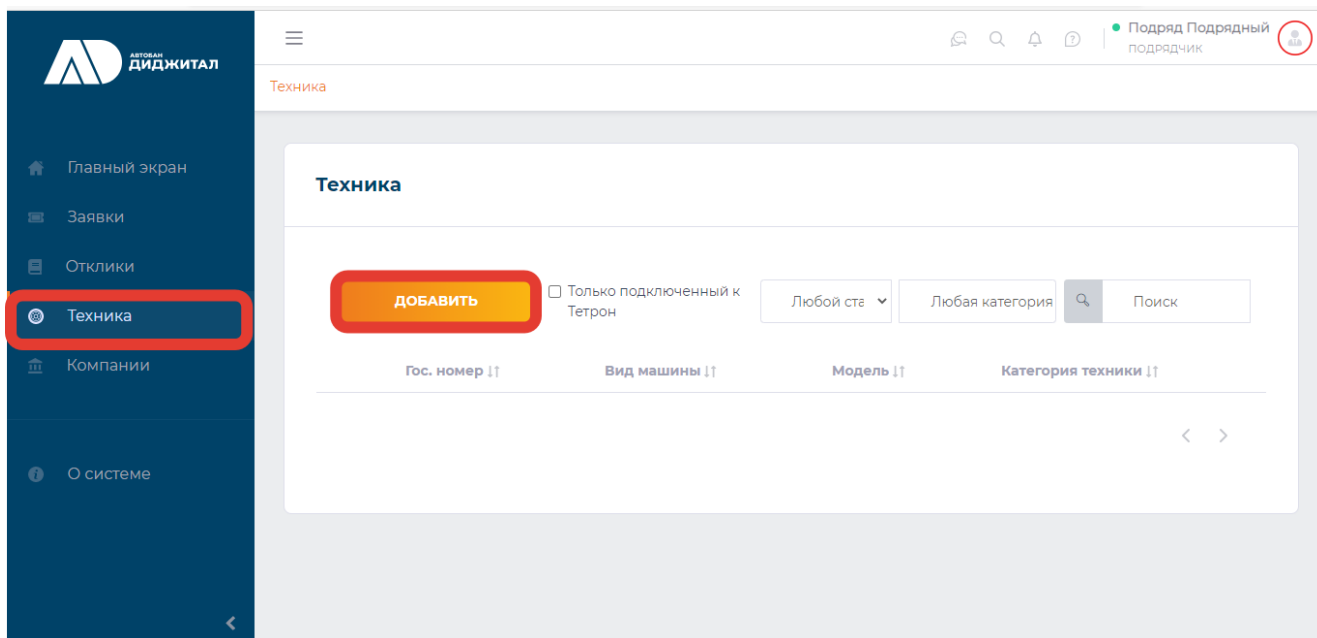 АВТОБАН
ДИДЖИТАЛ
Подряд Подрядный
ПОДРЯДЧИК
Техника
Главный экран
Заявки
Отклики
Техника
Компании
О системе
Техника
ДОБАВИТЬ
Только подключенный к
Тетрон
Любой ста
Любая категория
Поиск
Гос. номер
Вид машины
Модель
Категория техники